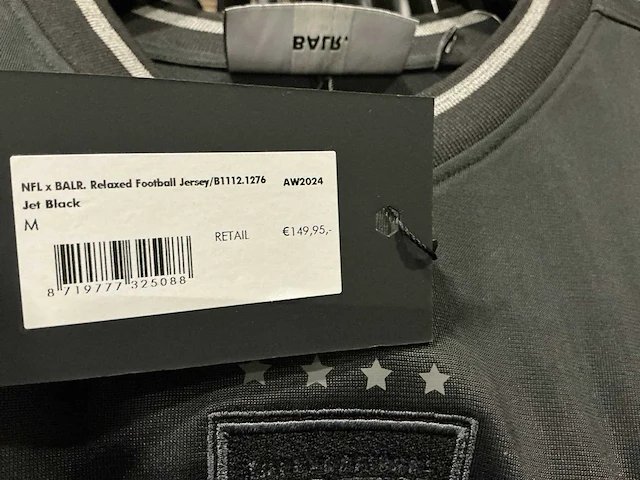 BALR.
NFL x BALR. Relaxed Football Jersey/B1112.1276 AW2024
Jet Black
M
RETAIL €149,95,-
8 719777 325088